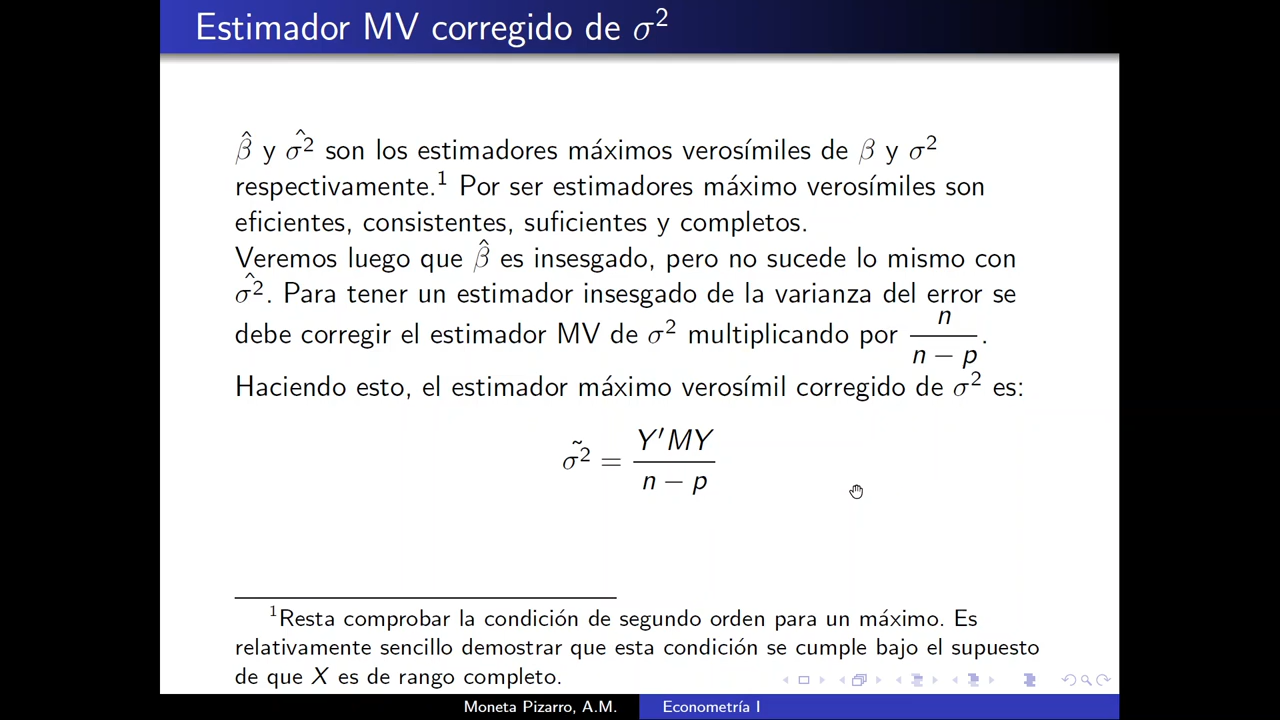 Estimador MV corregido de σ²
β̂ y σ̂² son los estimadores máximos verosímiles de β y σ²
respectivamente.¹ Por ser estimadores máximo verosímiles son
eficientes, consistentes, suficientes y completos.
Veremos luego que β̂ es insesgado, pero no sucede lo mismo con
σ̂². Para tener un estimador insesgado de la varianza del error se
debe corregir el estimador MV de σ² multiplicando por n/(n − p).
Haciendo esto, el estimador máximo verosímil corregido de σ² es:
σ̃² = Y′MY/(n − p)
¹Resta comprobar la condición de segundo orden para un máximo. Es
relativamente sencillo demostrar que esta condición se cumple bajo el supuesto
de que X es de rango completo.
Moneta Pizarro, A.M. Econometría I